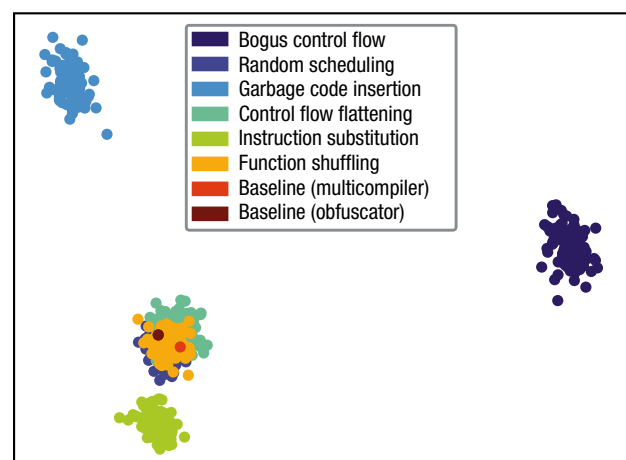 Bogus control flow
Random scheduling
Garbage code insertion
Control flow flattening
Instruction substitution
Function shuffling
Baseline (multicompiler)
Baseline (obfuscator)